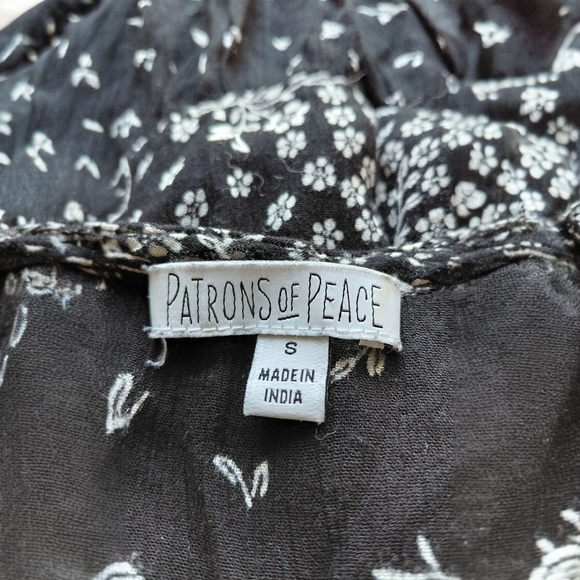 PATRONS OF PEACE
S
MADE IN
INDIA